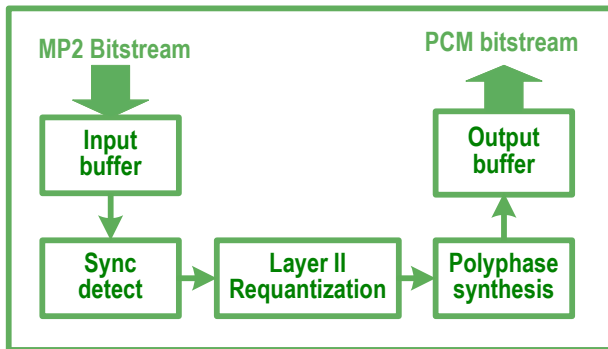 MP2 Bitstream
PCM bitstream
Input
buffer
Output
buffer
Sync
detect
Layer II
Requantization
Polyphase
synthesis